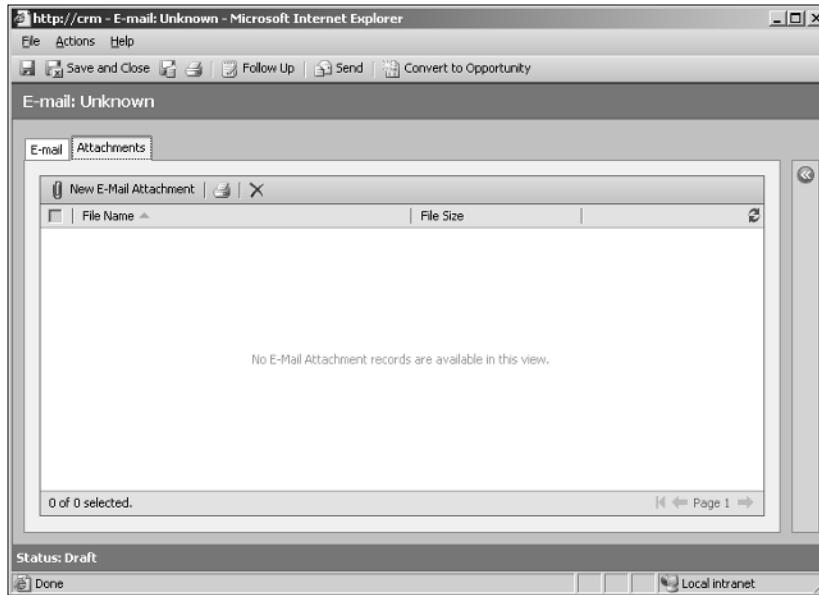 http://crm - E-mail: Unknown - Microsoft Internet Explorer
File Actions Help
Save and Close Follow Up Send Convert to Opportunity
E-mail: Unknown
E-mail Attachments
New E-Mail Attachment
File Name File Size
No E-Mail Attachment records are available in this view.
0 of 0 selected. Page 1
Status: Draft
Done Local intranet